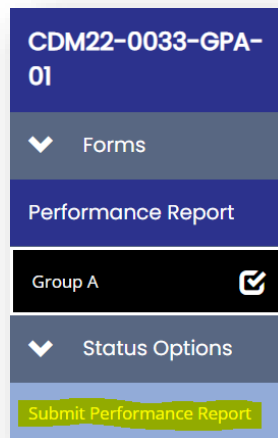 CDM22-0033-GPA-
01
Forms
Performance Report
Group A
Status Options
Submit Performance Report